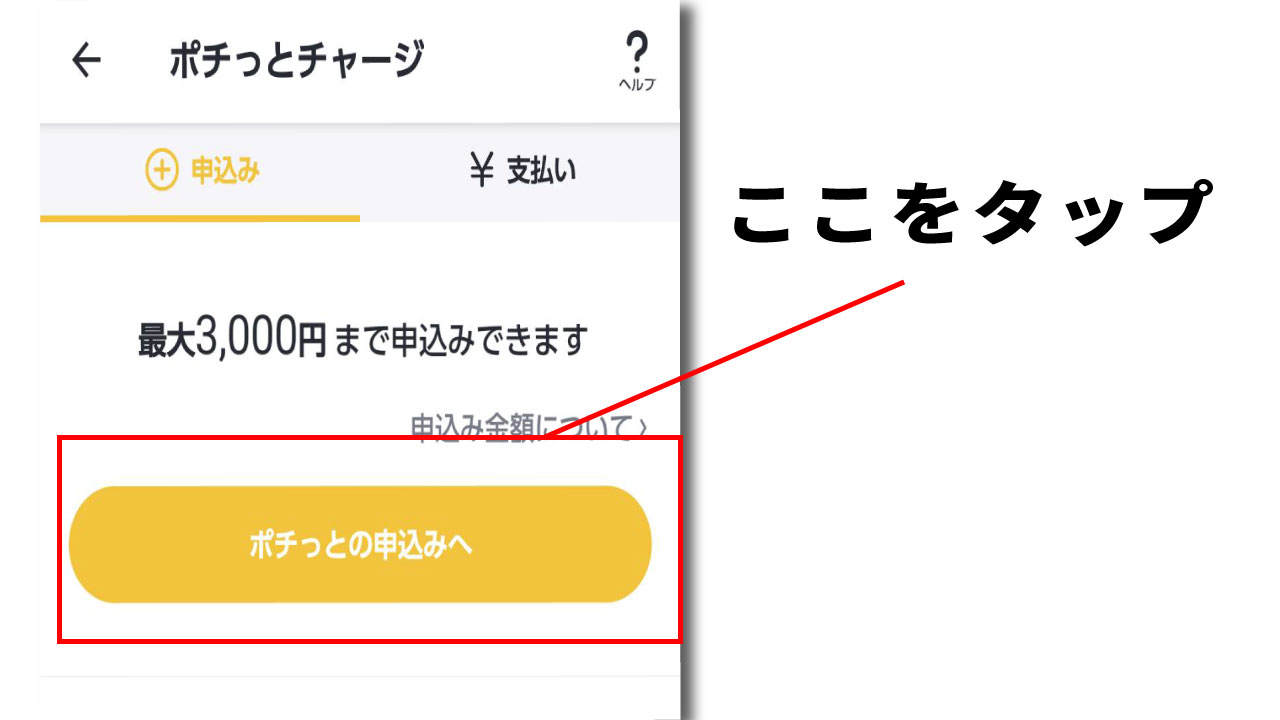 ポチっとチャージ
ヘルプ
申込み
¥ 支払い
ここをタップ
最大3,000円 まで申込みできます
申込み金額について ›
ポチっとの申込みへ